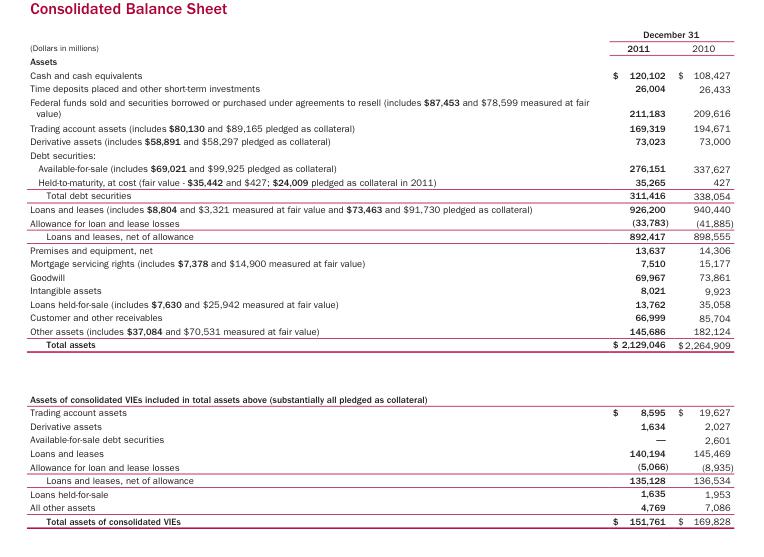 Consolidated Balance Sheet
December 31
(Dollars in millions) 2011 2010
Assets
Cash and cash equivalents $ 120,102 $ 108,427
Time deposits placed and other short-term investments 26,004 26,433
Federal funds sold and securities borrowed or purchased under agreements to resell (includes $87,453 and $78,599 measured at fair
value) 211,183 209,616
Trading account assets (includes $80,130 and $89,165 pledged as collateral) 169,319 194,671
Derivative assets (includes $58,891 and $58,297 pledged as collateral) 73,023 73,000
Debt securities:
Available-for-sale (includes $69,021 and $99,925 pledged as collateral) 276,151 337,627
Held-to-maturity, at cost (fair value - $35,442 and $427; $24,009 pledged as collateral in 2011) 35,265 427
Total debt securities 311,416 338,054
Loans and leases (includes $8,804 and $3,321 measured at fair value and $73,463 and $91,730 pledged as collateral) 926,200 940,440
Allowance for loan and lease losses (33,783) (41,885)
Loans and leases, net of allowance 892,417 898,555
Premises and equipment, net 13,637 14,306
Mortgage servicing rights (includes $7,378 and $14,900 measured at fair value) 7,510 15,177
Goodwill 69,967 73,861
Intangible assets 8,021 9,923
Loans held-for-sale (includes $7,630 and $25,942 measured at fair value) 13,762 35,058
Customer and other receivables 66,999 85,704
Other assets (includes $37,084 and $70,531 measured at fair value) 145,686 182,124
Total assets $ 2,129,046 $ 2,264,909
Assets of consolidated VIEs included in total assets above (substantially all pledged as collateral)
Trading account assets $ 8,595 $ 19,627
Derivative assets 1,634 2,027
Available-for-sale debt securities — 2,601
Loans and leases 140,194 145,469
Allowance for loan and lease losses (5,066) (8,935)
Loans and leases, net of allowance 135,128 136,534
Loans held-for-sale 1,635 1,953
All other assets 4,769 7,086
Total assets of consolidated VIEs $ 151,761 $ 169,828